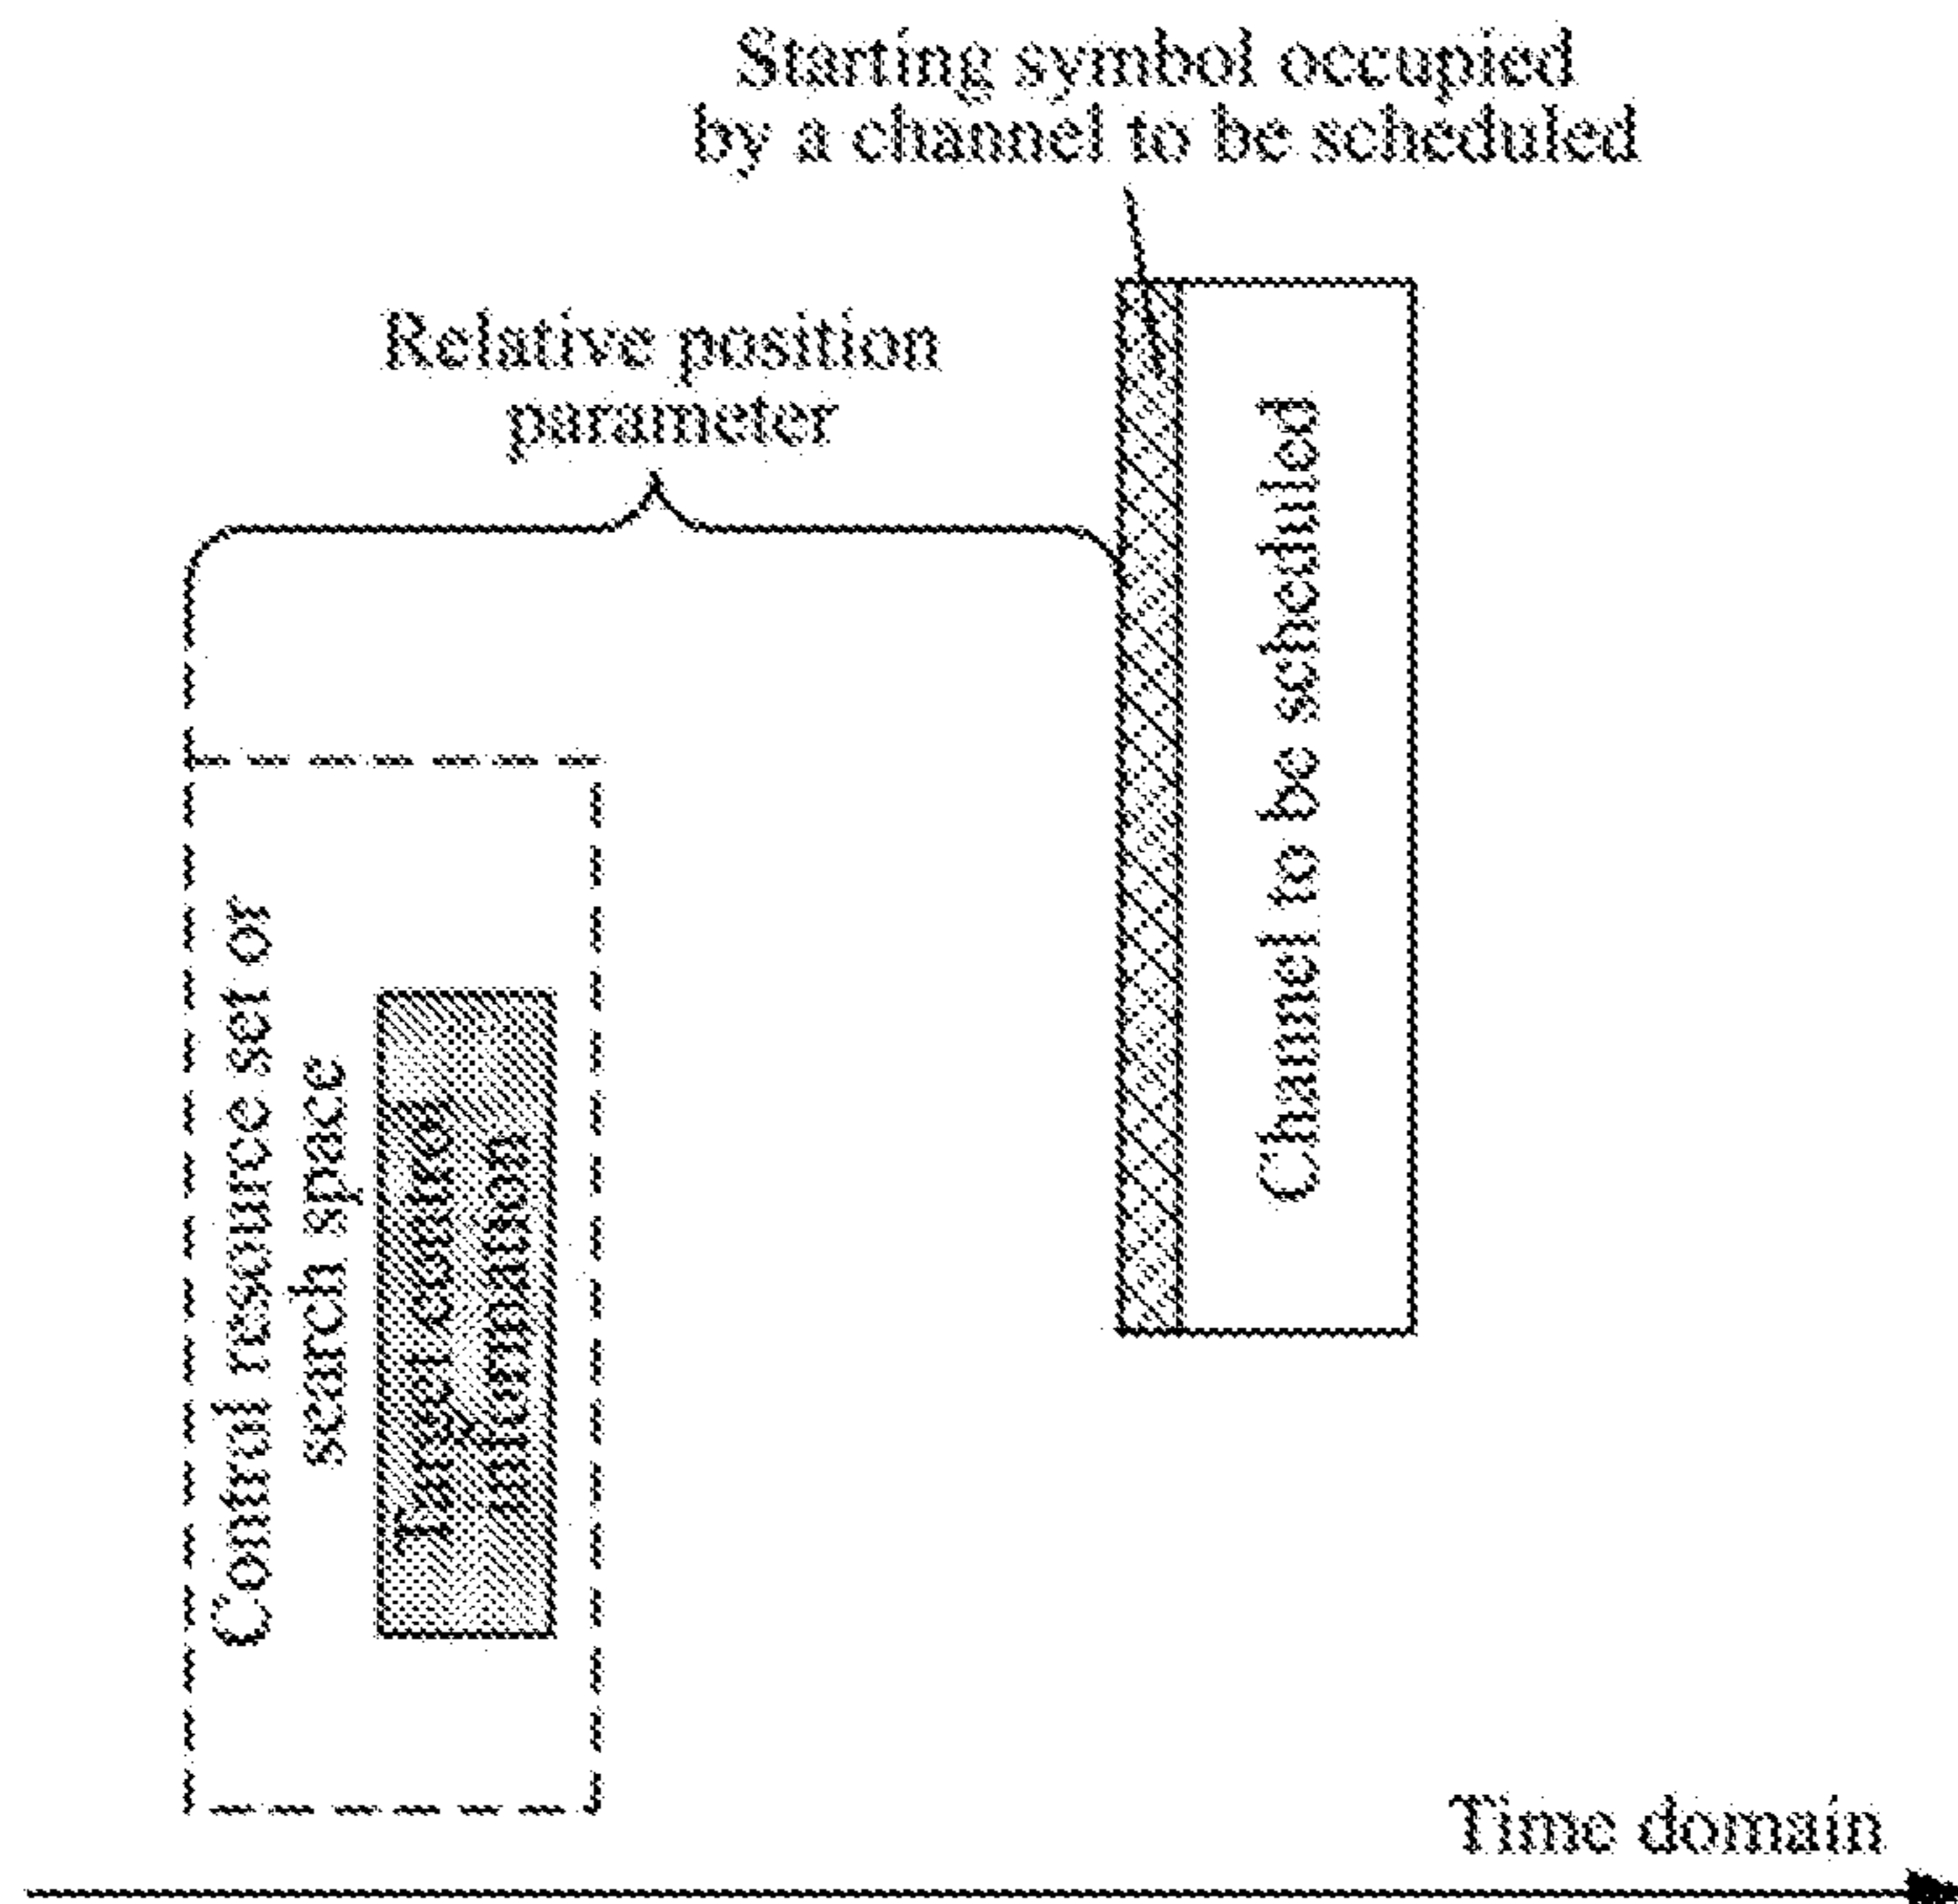 Starting symbol occupied
by a channel to be scheduled
Relative position
parameter
Channel to be scheduled
Control resource set or
search space
Target control
information
Time domain